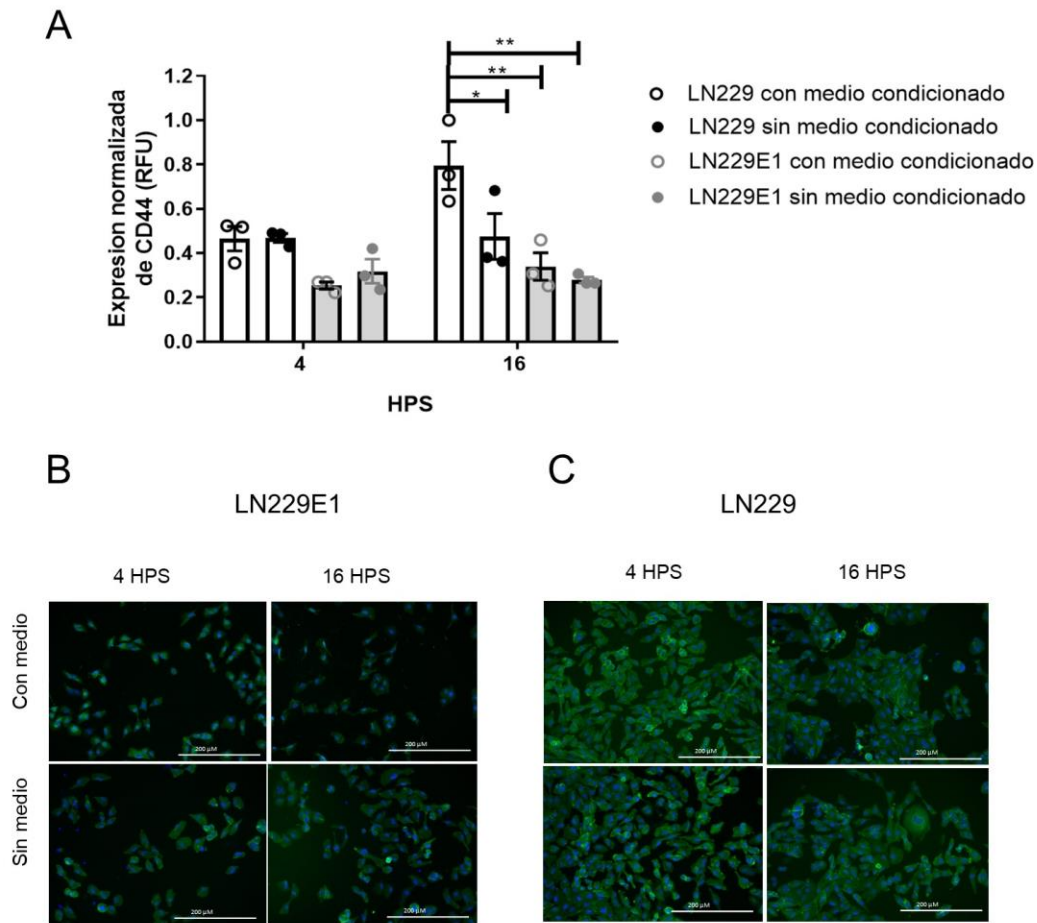 A
Expresion normalizada
de CD44 (RFU)
1.2
1.0
0.8
0.6
0.4
0.2
0.0
4
16
HPS
**
**
*
LN229 con medio condicionado
LN229 sin medio condicionado
LN229E1 con medio condicionado
LN229E1 sin medio condicionado
B
C
LN229E1
LN229
4 HPS
16 HPS
4 HPS
16 HPS
Con medio
200 µM
200 µM
200 µM
200 µM
Sin medio
200 µM
200 µM
200 µM
200 µM